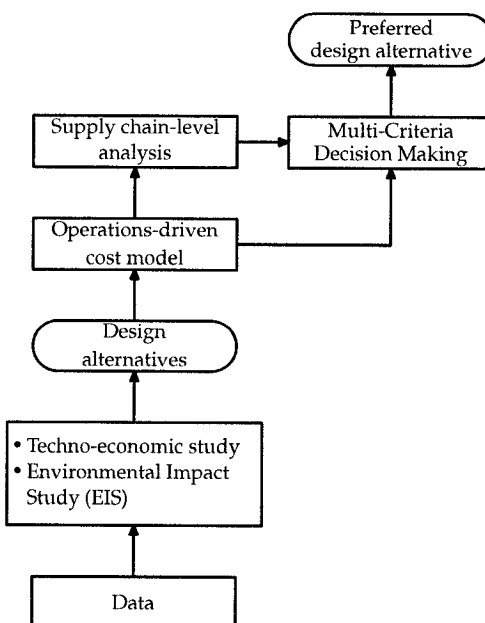 Preferred
design alternative
Supply chain-level
analysis
Multi-Criteria
Decision Making
Operations-driven
cost model
Design
alternatives
• Techno-economic study
• Environmental Impact
Study (EIS)
Data